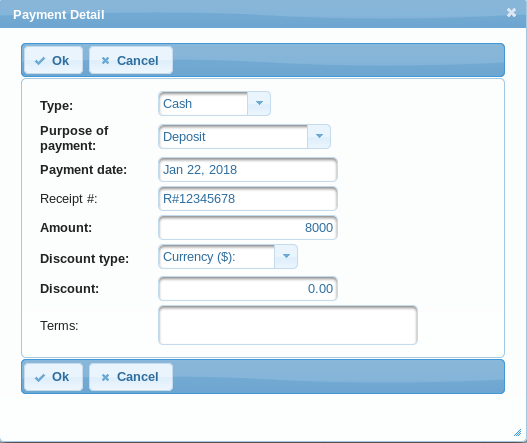 Payment Detail
Ok Cancel
Type: Cash
Purpose of
payment: Deposit
Payment date: Jan 22, 2018
Receipt #: R#12345678
Amount: 8000
Discount type: Currency ($):
Discount: 0.00
Terms:
Ok Cancel